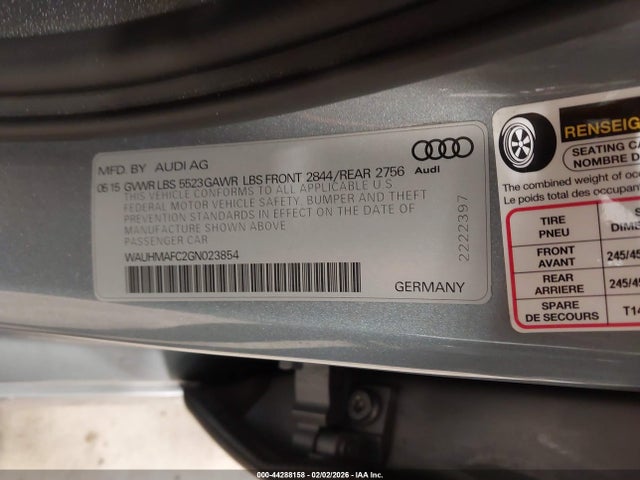 MFD.BY AUDI AG
Audi
05 15 GVWR LBS 5523 GAWR LBS FRONT 2844/REAR 2756
THIS VEHICLE CONFORMS TO ALL APPLICABLE U.S
FEDERAL MOTOR VEHICLE SAFETY, BUMPER AND THEFT
PREVENTION STANDARDS IN EFFECT ON THE DATE OF
MANUFACTURE SHOWN ABOVE
PASSENGER CAR
WAUHMAFC2GN023854
2222397
GERMANY
RENSEIG
SEATING CA
NOMBRE D
The combined weight of occu
Le poids total des occupant
TIRE
PNEU
DIME
FRONT
AVANT
245/45
REAR
ARRIERE
245/45
SPARE
DE SECOURS
T14
000-44288158 - 02/02/2026 - IAA Inc.